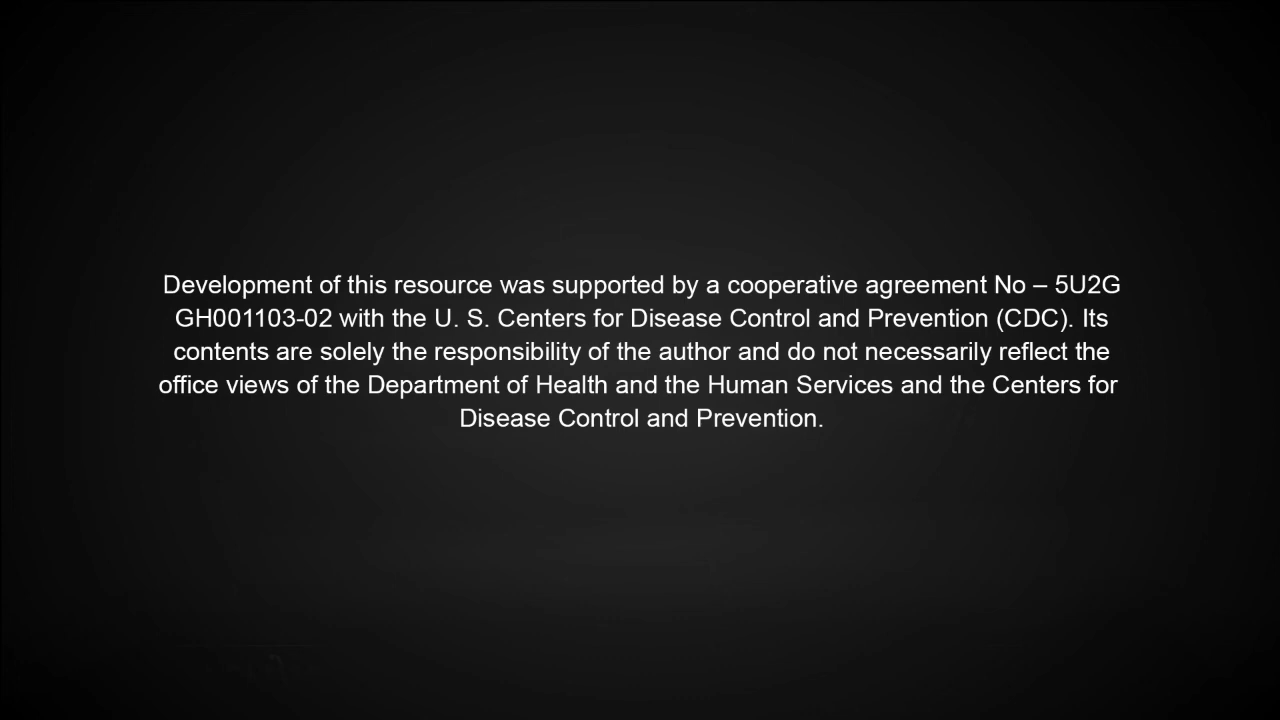 Development of this resource was supported by a cooperative agreement No – 5U2G
GH001103-02 with the U. S. Centers for Disease Control and Prevention (CDC). Its
contents are solely the responsibility of the author and do not necessarily reflect the
office views of the Department of Health and the Human Services and the Centers for
Disease Control and Prevention.